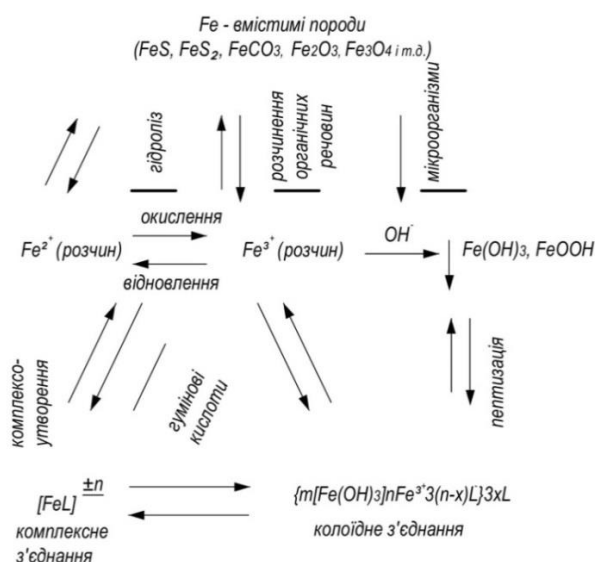 Fe - вмістимі породи
(FeS, FeS₂, FeCO₃, Fe₂O₃, Fe₃O₄ і т.д.)
гідроліз
розчинення
органічних
речовин
мікроорганізми
Fe²⁺ (розчин)
окислення
відновлення
Fe³⁺ (розчин)
OH⁻
Fe(OH)₃, FeOOH
комплексо-
утворення
гумінові
кислоти
пептизація
[FeL] ±n
комплексне
з'єднання
{m[Fe(OH)₃]nFe³⁺3(n-x)L}3xL
колоїдне з'єднання